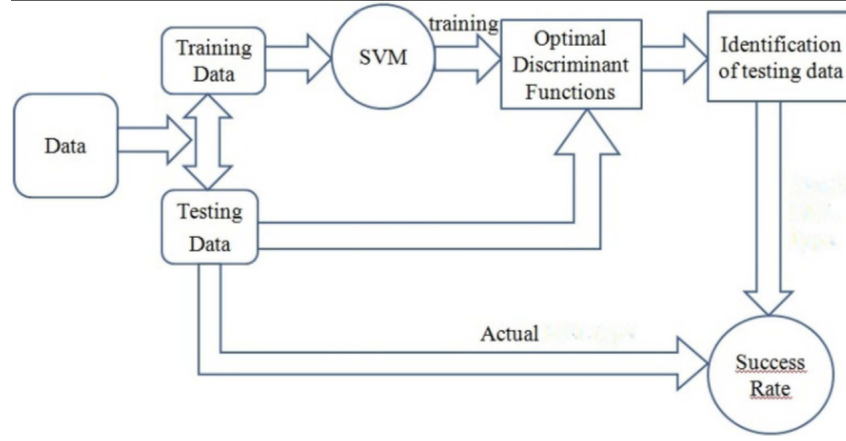 Training
Data
SVM
training
Optimal
Discriminant
Functions
Identification
of testing data
Data
Testing
Data
Actual
Success
Rate